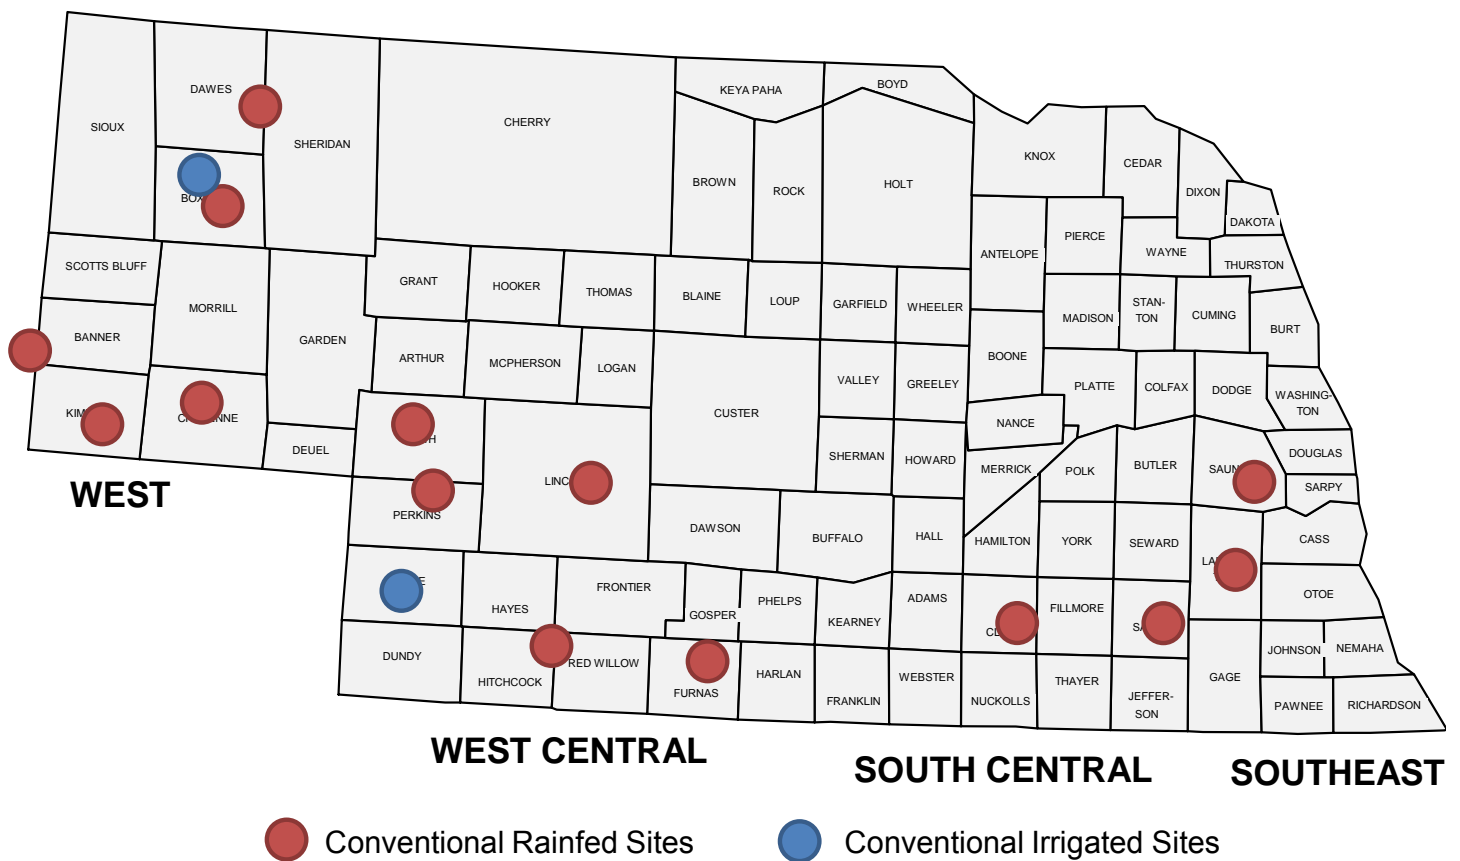 KEYA PAHA
BOYD
DAWES
SIOUX
CHERRY
SHERIDAN
KNOX
CEDAR
BROWN
ROCK
HOLT
DIXON
DAKOTA
PIERCE
WAYNE
ANTELOPE
THURSTON
SCOTTS BLUFF
GRANT
HOOKER
THOMAS
BLAINE
LOUP
GARFIELD
WHEELER
MORRILL
STAN-
TON
MADISON
CUMING
BURT
BANNER
GARDEN
ARTHUR
MCPHERSON
LOGAN
BOONE
VALLEY
GREELEY
PLATTE
COLFAX
DODGE
WASHING-
TON
CUSTER
NANCE
DEUEL
SHERMAN
HOWARD
MERRICK
POLK
BUTLER
DOUGLAS
SARPY
WEST
PERKINS
DAWSON
BUFFALO
HALL
HAMILTON
YORK
SEWARD
CASS
HAYES
FRONTIER
GOSPER
PHELPS
KEARNEY
ADAMS
FILLMORE
OTOE
DUNDY
HITCHCOCK
RED WILLOW
FURNAS
HARLAN
FRANKLIN
WEBSTER
NUCKOLLS
THAYER
JEFFER-
SON
GAGE
JOHNSON
NEMAHA
PAWNEE
RICHARDSON
WEST CENTRAL
SOUTH CENTRAL
SOUTHEAST
Conventional Rainfed Sites
Conventional Irrigated Sites